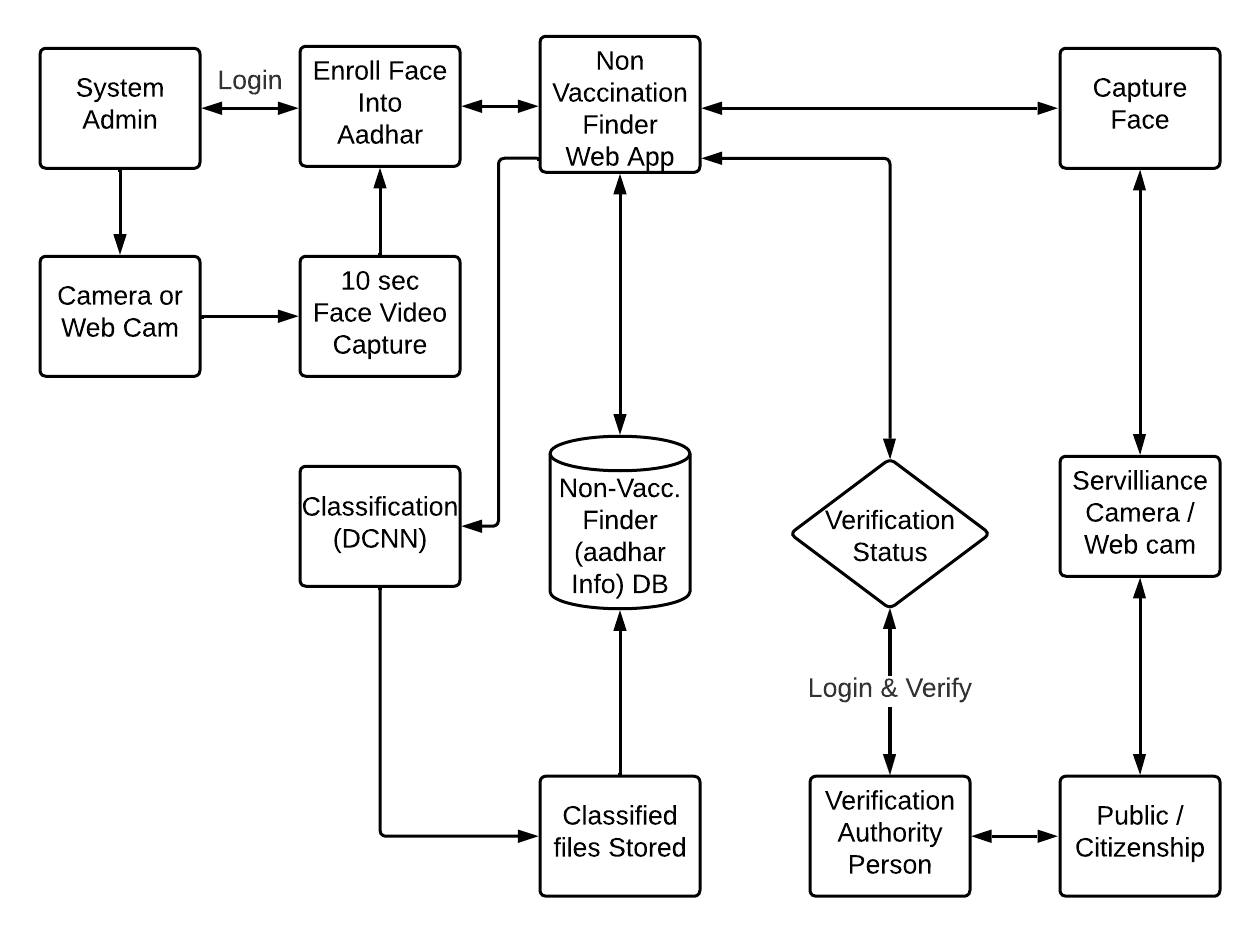 System
Admin
Login
Enroll Face
Into
Aadhar
Non
Vaccination
Finder
Web App
Capture
Face
Camera or
Web Cam
10 sec
Face Video
Capture
Classification
(DCNN)
Non-Vacc.
Finder
(aadhar
Info) DB
Verification
Status
Servilliance
Camera /
Web cam
Login & Verify
Classified
files Stored
Verification
Authority
Person
Public /
Citizenship